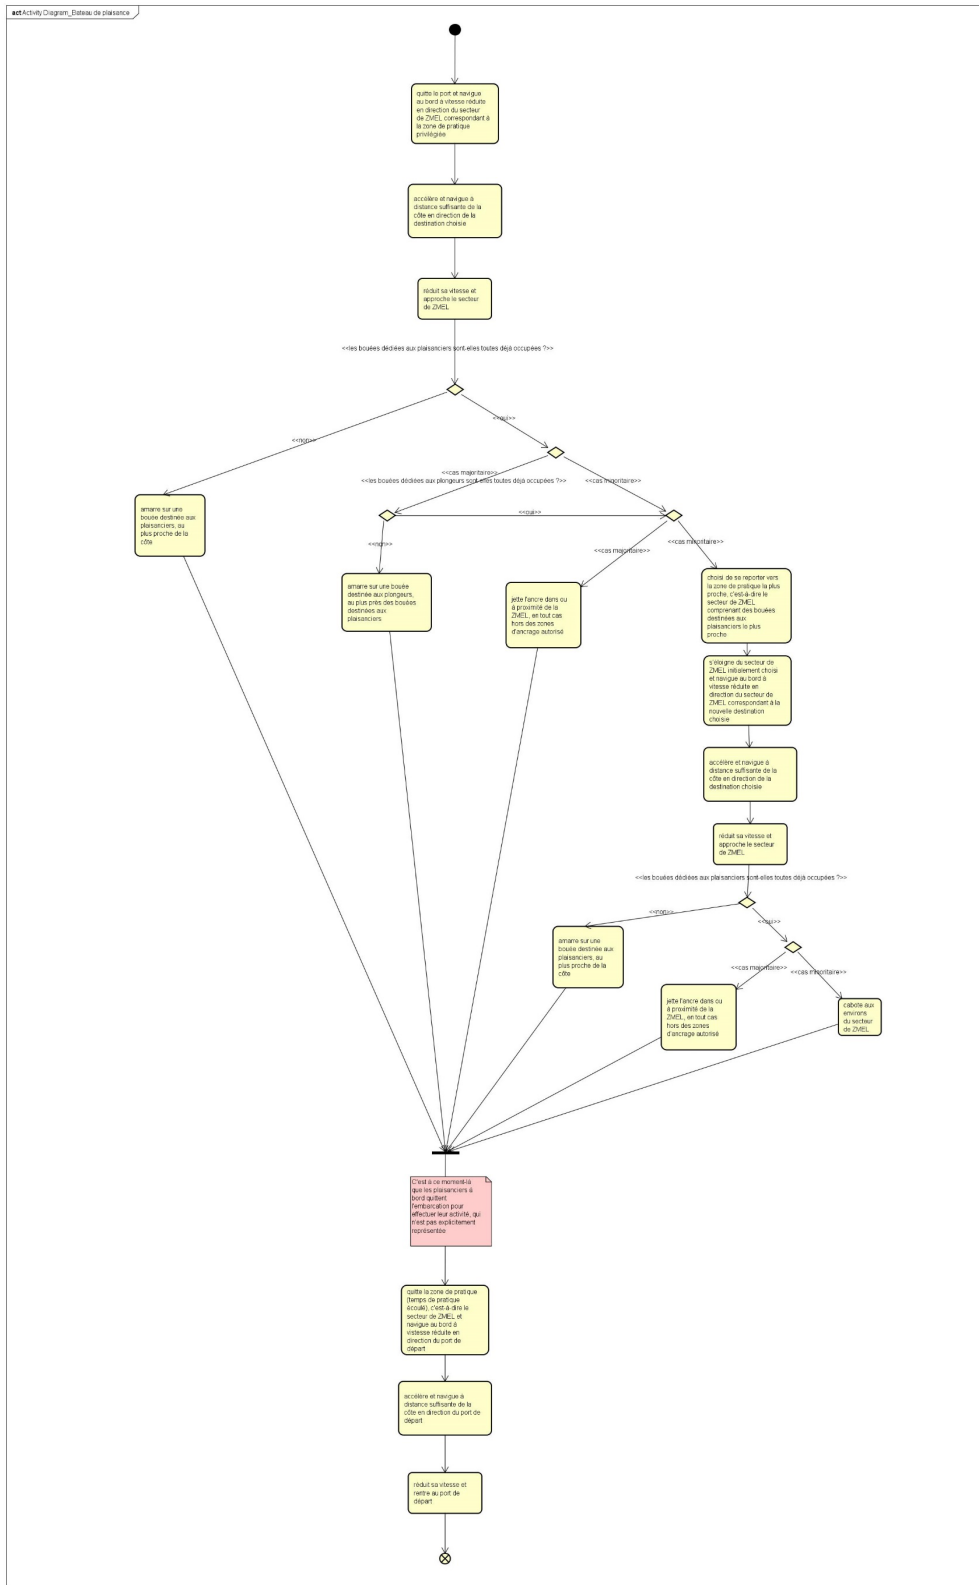 act Activity Diagram_Bateau de plaisance
quitte le port et navigue
au bord à vitesse réduite
en direction du secteur
de ZMEL correspondant à
la zone de pratique
privilégiée
accélère et navigue à
distance suffisante de la
côte en direction de la
destination choisie
réduit sa vitesse et
approche le secteur
de ZMEL
<<les bouées dédiées aux plaisanciers sont-elles toutes déjà occupées ?>>
<<non>>
<<oui>>
<<cas majoritaire>>
<<les bouées dédiées aux plongeurs sont-elles toutes déjà occupées ?>>
<<cas minoritaire>>
<<oui>>
<<non>>
<<cas majoritaire>>
<<cas minoritaire>>
amarre sur une
bouée destinée aux
plaisanciers, au
plus proche de la
côte
amarre sur une bouée
destinée aux plongeurs,
au plus près des bouées
destinées aux
plaisanciers
jette l'ancre dans ou
à proximité de la
ZMEL, en tout cas
hors des zones
d'ancrage autorisé
choisi de se reporter vers
la zone de pratique la plus
proche, c'est-à-dire le
secteur de ZMEL
comprenant des bouées
destinées aux
plaisanciers le plus
proche
s'éloigne du secteur de
ZMEL initialement choisi
et navigue au bord à
vitesse réduite en
direction du secteur de
ZMEL correspondant à la
nouvelle destination
choisie
accélère et navigue à
distance suffisante de la
côte en direction de la
destination choisie
réduit sa vitesse et
approche le secteur
de ZMEL
<<les bouées dédiées aux plaisanciers sont-elles toutes déjà occupées ?>>
<<non>>
<<oui>>
<<cas majoritaire>>
<<cas minoritaire>>
amarre sur une
bouée destinée aux
plaisanciers, au
plus proche de la
côte
jette l'ancre dans ou
à proximité de la
ZMEL, en tout cas
hors des zones
d'ancrage autorisé
cabote aux
environs
du secteur
de ZMEL
C'est à ce moment-là
que les plaisanciers à
bord quittent
l'embarcation pour
effectuer leur activité, qui
n'est pas explicitement
représentée
quitte la zone de pratique
(temps de pratique
écoulé), c'est-à-dire le
secteur de ZMEL et
navigue au bord à
vistesse réduite en
direction du port de
départ
accélère et navigue à
distance suffisante de la
côte en direction du port de
départ
réduit sa vitesse et
rentre au port de
départ